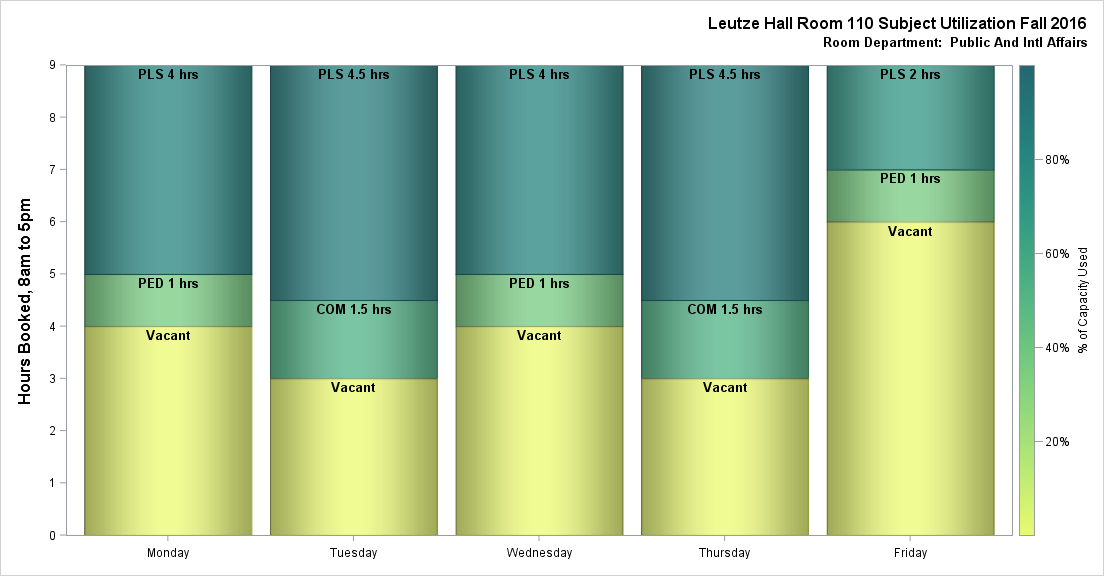 Leutze Hall Room 110 Subject Utilization Fall 2016
Room Department: Public And Intl Affairs
Hours Booked, 8am to 5pm
9
8
7
6
5
4
3
2
1
0
PLS 4 hrs
PED 1 hrs
Vacant
Monday
PLS 4.5 hrs
COM 1.5 hrs
Vacant
Tuesday
PLS 4 hrs
PED 1 hrs
Vacant
Wednesday
PLS 4.5 hrs
COM 1.5 hrs
Vacant
Thursday
PLS 2 hrs
PED 1 hrs
Vacant
Friday
80%
60%
40%
20%
% of Capacity Used